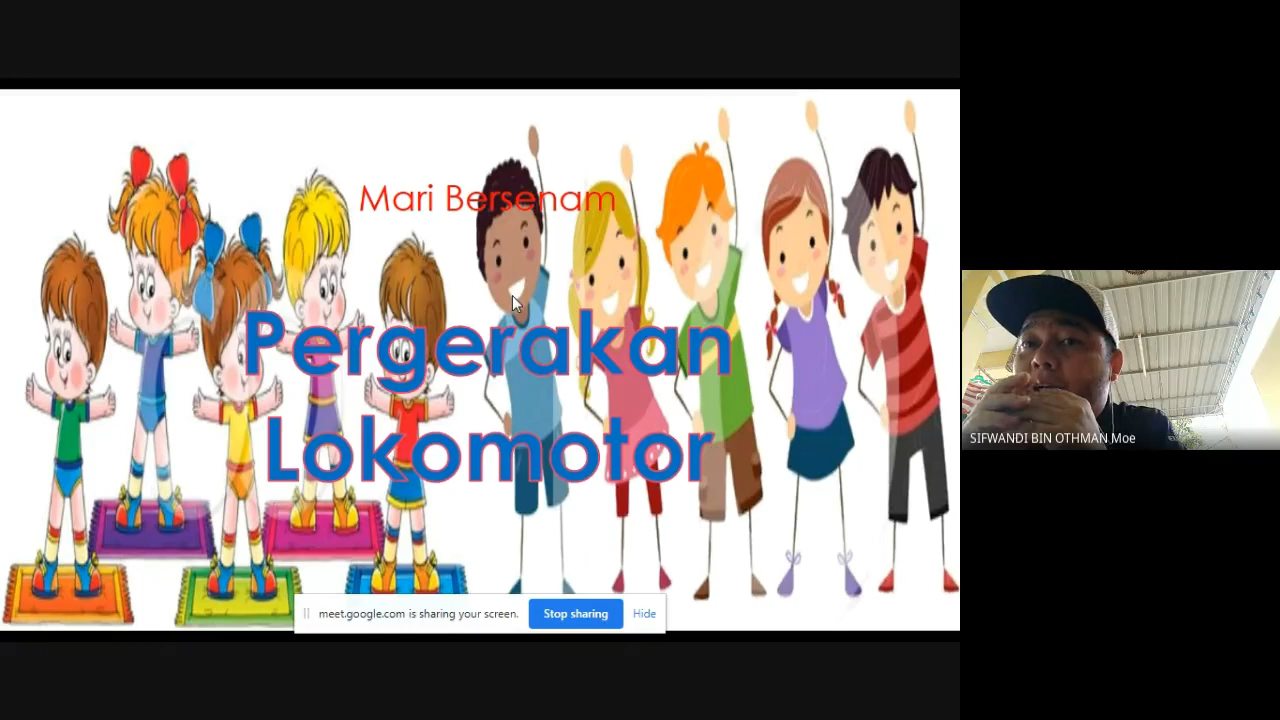 Mari Bersenam
Pergerakan
Lokomotor
SIFWANDI BIN OTHMAN Moe
meet.google.com is sharing your screen.
Stop sharing
Hide